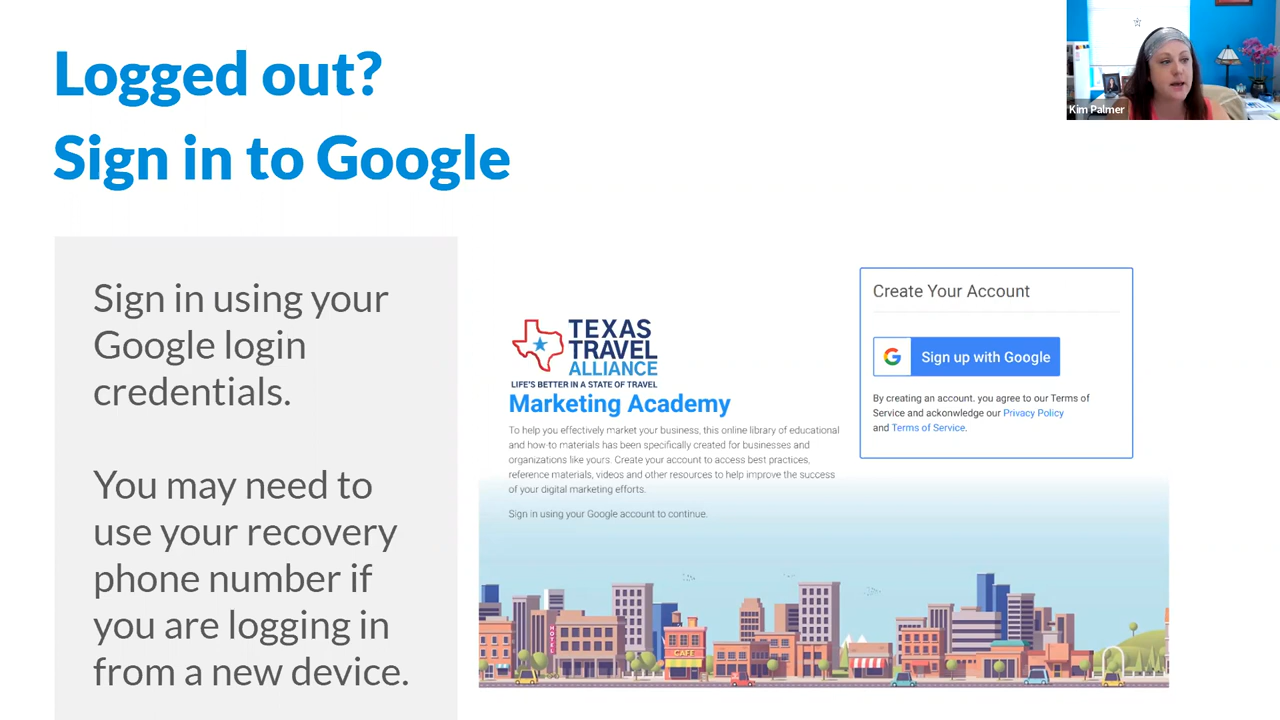 Logged out?
Sign in to Google
Kim Palmer
Sign in using your
Google login
credentials.
You may need to
use your recovery
phone number if
you are logging in
from a new device.
TEXAS
TRAVEL
ALLIANCE
LIFE'S BETTER IN A STATE OF TRAVEL
Marketing Academy
To help you effectively market your business, this online library of educational
and how-to materials has been specifically created for businesses and
organizations like yours. Create your account to access best practices,
reference materials, videos and other resources to help improve the success
of your digital marketing efforts.
Sign in using your Google account to continue.
Create Your Account
G
Sign up with Google
By creating an account. you agree to our Terms of
Service and ackonwledge our Privacy Policy
and Terms of Service.
HOTEL
CAFE